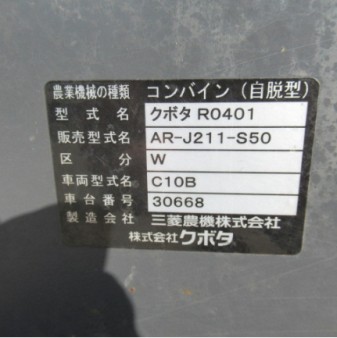 農業機械の種類 コンバイン（自脱型）
型式名 クボタ R0401
販売型式名 AR-J211-S50
区分 W
車両型式名 C10B
車台番号 30668
製造会社 三菱農機株式会社
株式会社クボタ